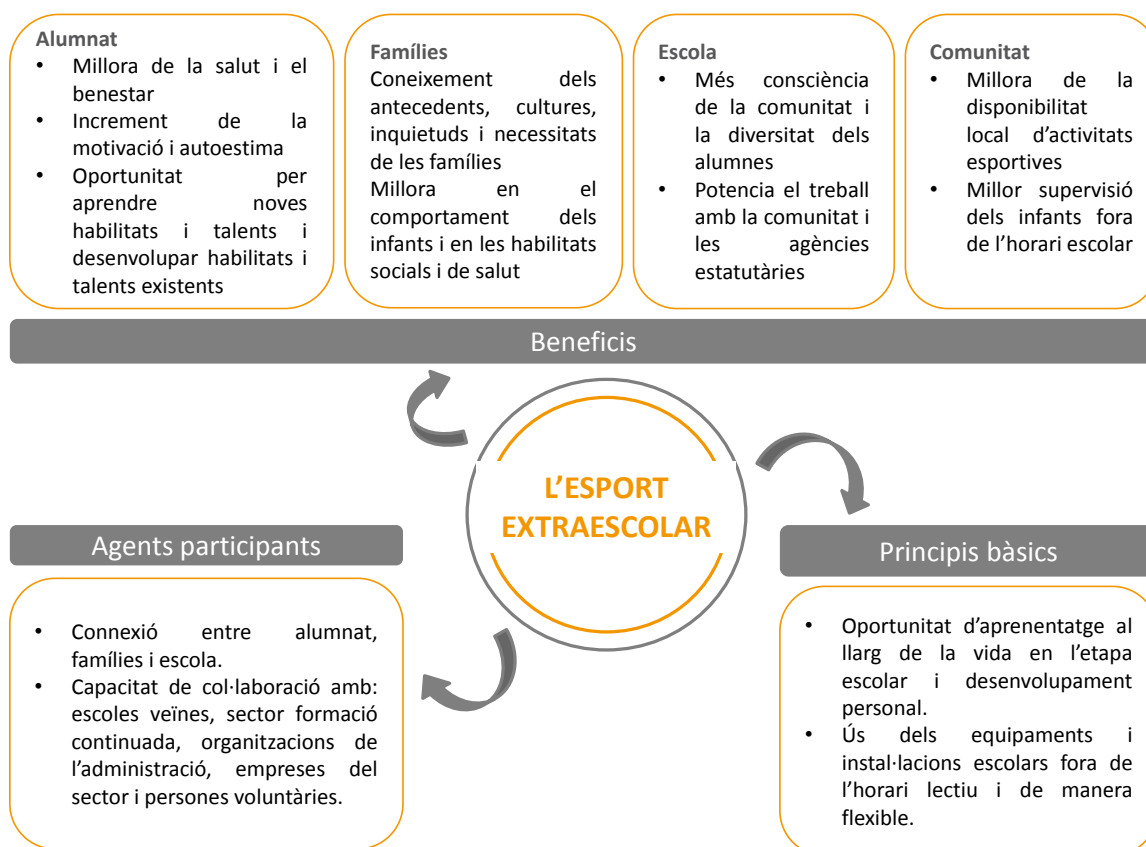 Alumnat
• Millora de la salut i el
benestar
• Increment de la
motivació i autoestima
• Oportunitat per
aprendre noves
habilitats i talents i
desenvolupar habilitats i
talents existents
Famílies
Coneixement dels
antecedents, cultures,
inquietuds i necessitats
de les famílies
Millora en el
comportament dels
infants i en les habilitats
socials i de salut
Escola
• Més consciència
de la comunitat i
la diversitat dels
alumnes
• Potencia el treball
amb la comunitat i
les agències
estatutàries
Comunitat
• Millora de la
disponibilitat
local d’activitats
esportives
• Millor supervisió
dels infants fora
de l’horari escolar
Beneficis
L’ESPORT
EXTRAESCOLAR
Agents participants
• Connexió entre alumnat,
famílies i escola.
• Capacitat de col·laboració amb:
escoles veïnes, sector formació
continuada, organitzacions de
l’administració, empreses del
sector i persones voluntàries.
Principis bàsics
• Oportunitat d’aprenentatge al
llarg de la vida en l’etapa
escolar i desenvolupament
personal.
• Ús dels equipaments i
instal·lacions escolars fora de
l’horari lectiu i de manera
flexible.